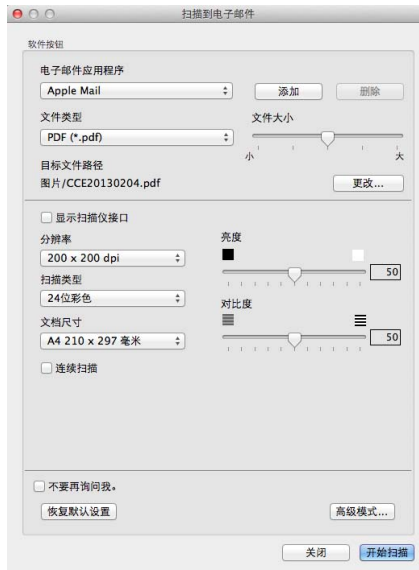 扫描到电子邮件
软件按钮
电子邮件应用程序
Apple Mail
添加
删除
文件类型
文件大小
PDF (*.pdf)
小
大
目标文件路径
图片/CCE20130204.pdf
更改...
显示扫描仪接口
分辨率
亮度
200 x 200 dpi
50
扫描类型
24位彩色
对比度
文档尺寸
A4 210 x 297 毫米
50
连续扫描
不要再询问我。
恢复默认设置
高级模式...
关闭
开始扫描